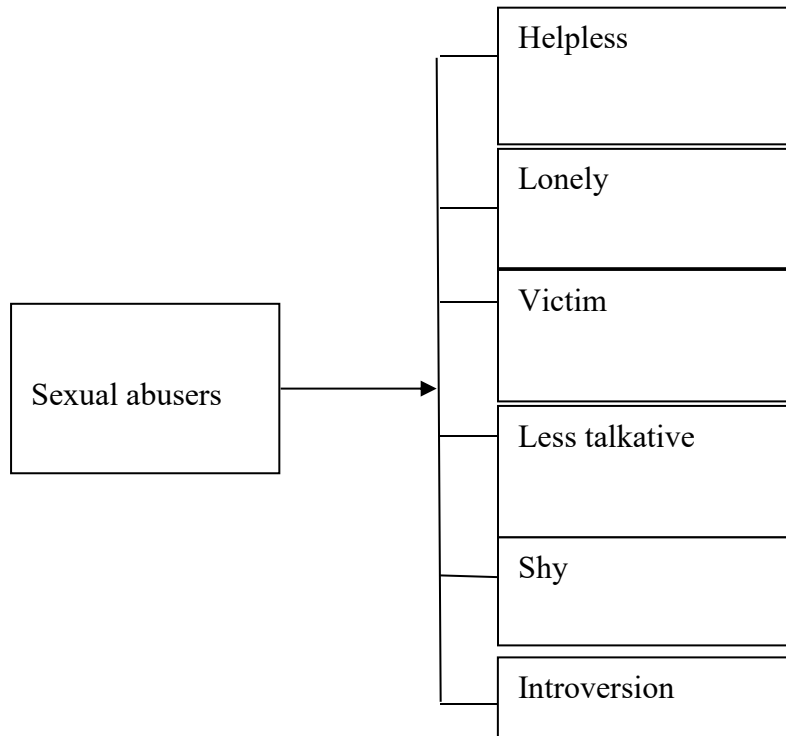 Helpless
Lonely
Victim
Sexual abusers
Less talkative
Shy
Introversion